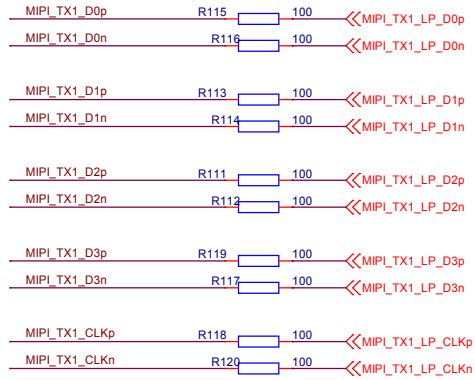 MIPI_TX1_D0p R115 100 MIPI_TX1_LP_D0p
MIPI_TX1_D0n R116 100 MIPI_TX1_LP_D0n
MIPI_TX1_D1p R113 100 MIPI_TX1_LP_D1p
MIPI_TX1_D1n R114 100 MIPI_TX1_LP_D1n
MIPI_TX1_D2p R111 100 MIPI_TX1_LP_D2p
MIPI_TX1_D2n R112 100 MIPI_TX1_LP_D2n
MIPI_TX1_D3p R119 100 MIPI_TX1_LP_D3p
MIPI_TX1_D3n R117 100 MIPI_TX1_LP_D3n
MIPI_TX1_CLKp R118 100 MIPI_TX1_LP_CLKp
MIPI_TX1_CLKn R120 100 MIPI_TX1_LP_CLKn